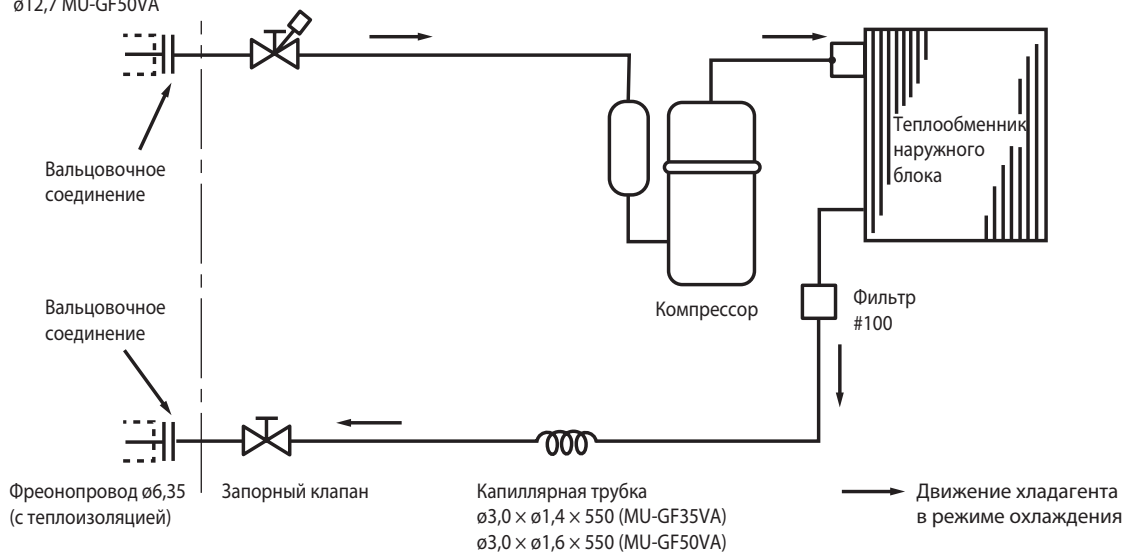 ø12,7 MU-GF50VA
Вальцовочное
соединение
Теплообменник
наружного
блока
Компрессор
Фильтр
#100
Вальцовочное
соединение
Фреонопровод ø6,35
(с теплоизоляцией)
Запорный клапан
Капиллярная трубка
ø3,0 × ø1,4 × 550 (MU-GF35VA)
ø3,0 × ø1,6 × 550 (MU-GF50VA)
Движение хладагента
в режиме охлаждения